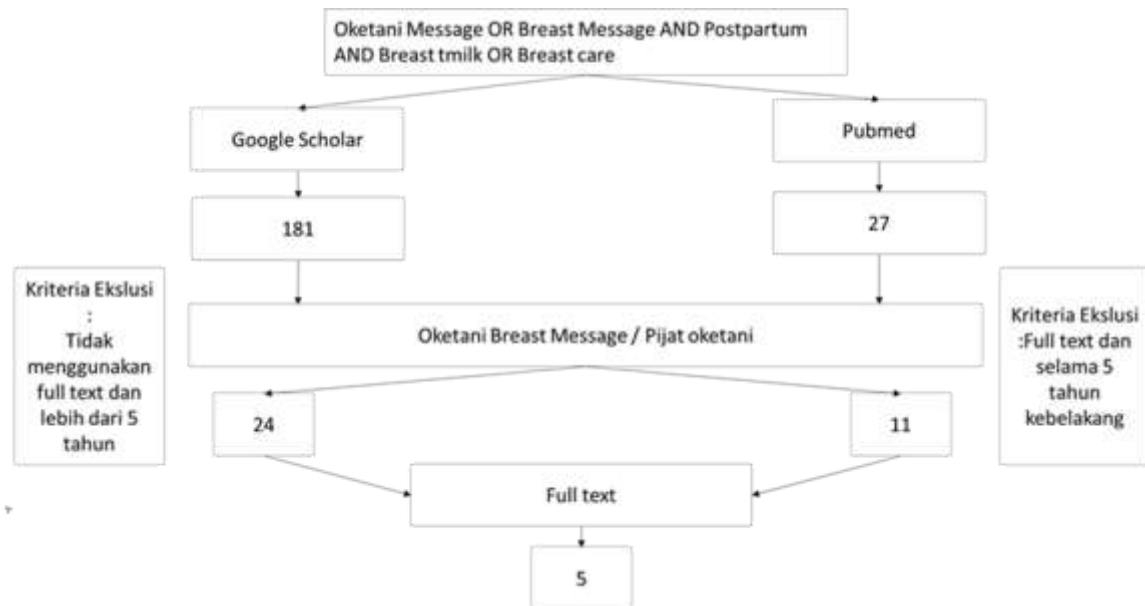 Oketani Message OR Breast Message AND Postpartum
AND Breast tmilk OR Breast care
Google Scholar
Pubmed
181
27
Kriteria Ekslusi
:
Tidak
menggunakan
full text dan
lebih dari 5
tahun
Oketani Breast Message / Pijat oketani
Kriteria Ekslusi
:Full text dan
selama 5
tahun
kebelakang
24
11
Full text
5